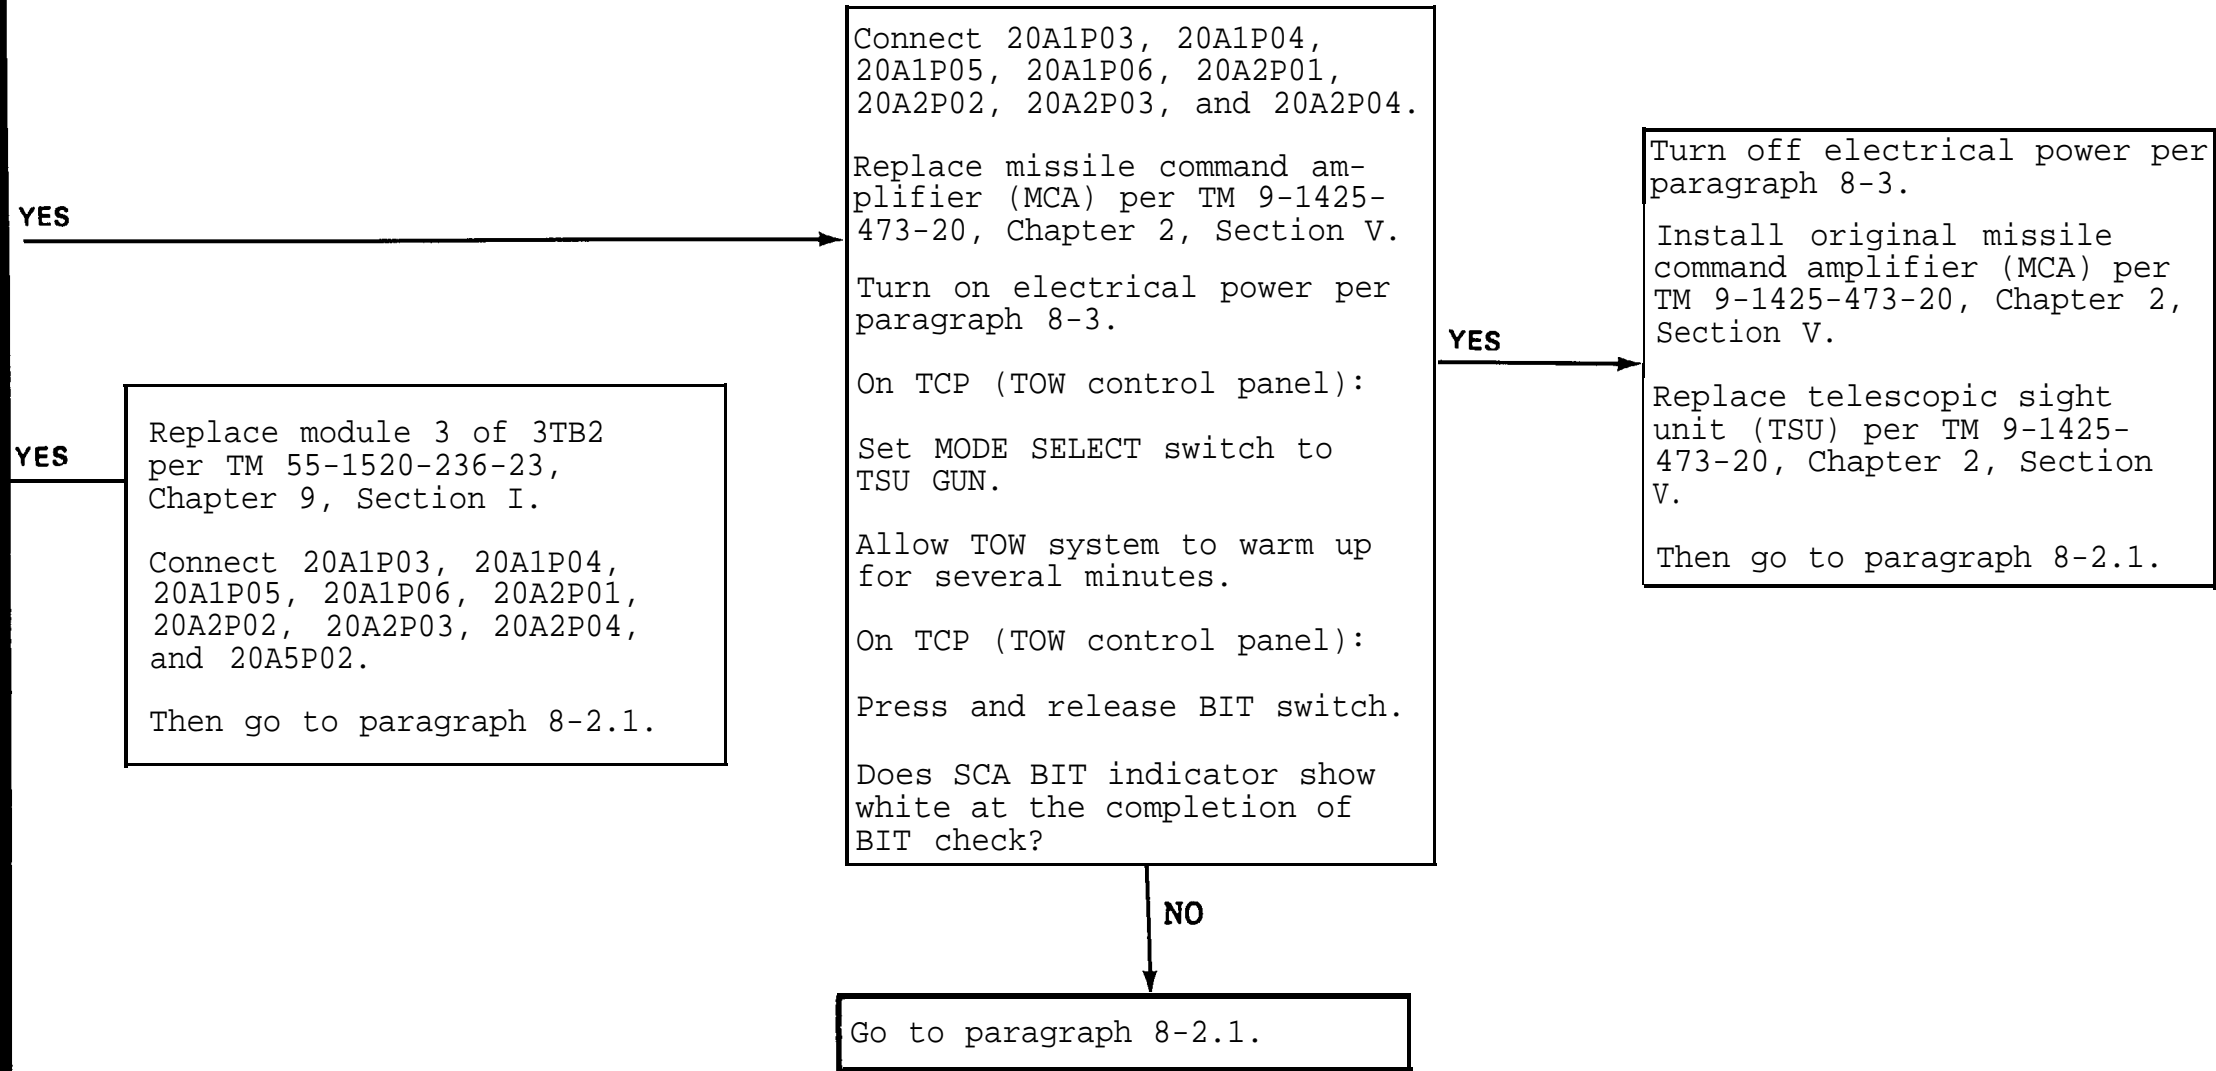 YES
YES
Replace module 3 of 3TB2
per TM 55-1520-236-23,
Chapter 9, Section I.
Connect 20A1P03, 20A1P04,
20A1P05, 20A1P06, 20A2P01,
20A2P02, 20A2P03, 20A2P04,
and 20A5P02.
Then go to paragraph 8-2.1.
Connect 20A1P03, 20A1P04,
20A1P05, 20A1P06, 20A2P01,
20A2P02, 20A2P03, and 20A2P04.
Replace missile command am-
plifier (MCA) per TM 9-1425-
473-20, Chapter 2, Section V.
Turn on electrical power per
paragraph 8-3.
On TCP (TOW control panel):
Set MODE SELECT switch to
TSU GUN.
Allow TOW system to warm up
for several minutes.
On TCP (TOW control panel):
Press and release BIT switch.
Does SCA BIT indicator show
white at the completion of
BIT check?
YES
Turn off electrical power per
paragraph 8-3.
Install original missile
command amplifier (MCA) per
TM 9-1425-473-20, Chapter 2,
Section V.
Replace telescopic sight
unit (TSU) per TM 9-1425-
473-20, Chapter 2, Section
V.
Then go to paragraph 8-2.1.
NO
Go to paragraph 8-2.1.